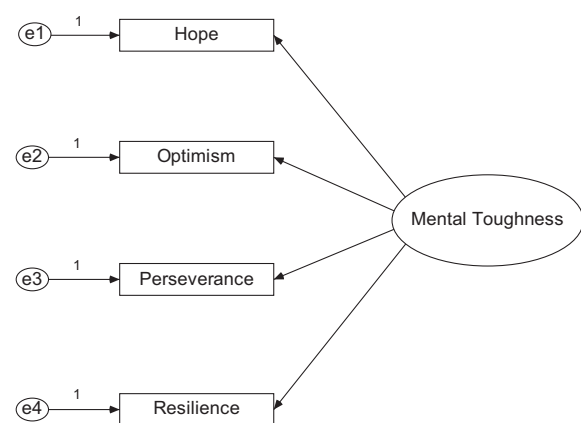 1
e1
Hope
1
e2
Optimism
Mental Toughness
1
e3
Perseverance
1
e4
Resilience